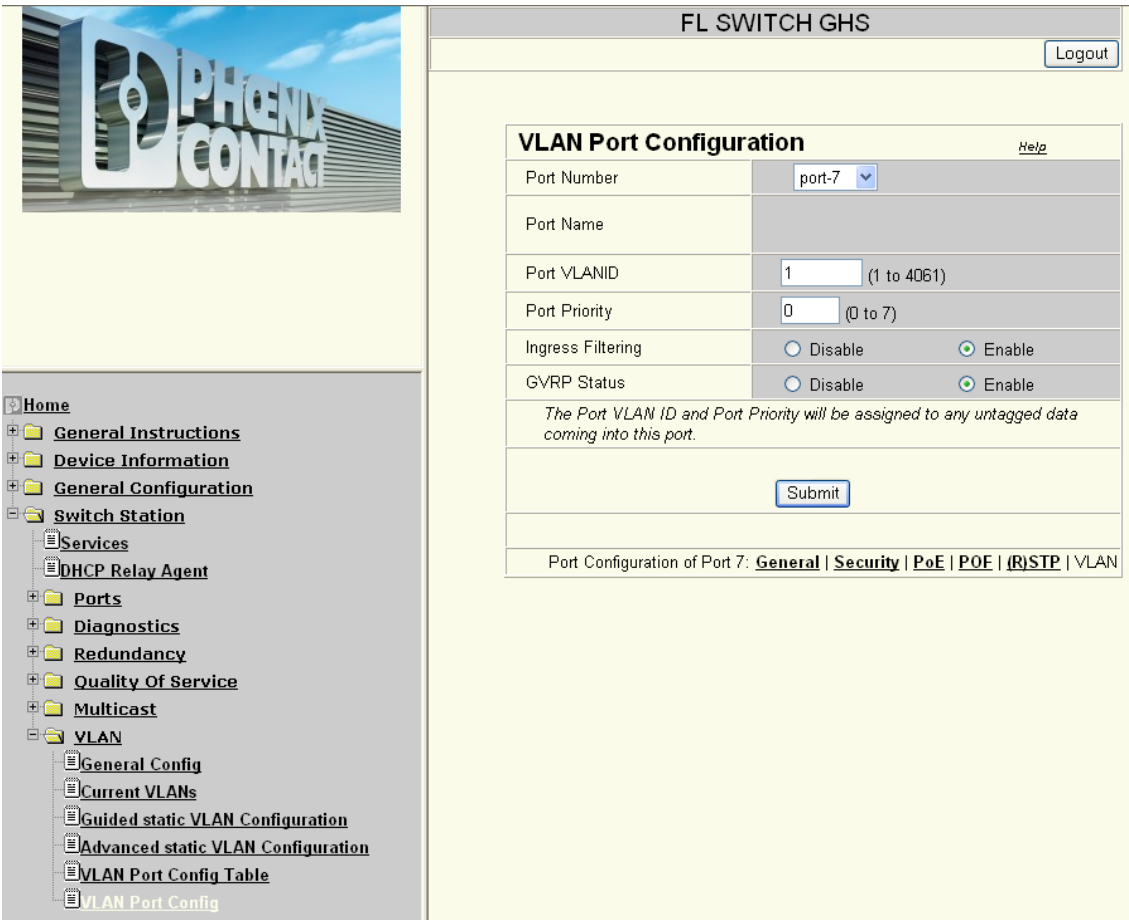 PHŒNIX
CONTACT
FL SWITCH GHS
Logout
VLAN Port Configuration Help
Port Number port-7
Port Name
Port VLANID 1 (1 to 4061)
Port Priority 0 (0 to 7)
Ingress Filtering Disable Enable
GVRP Status Disable Enable
The Port VLAN ID and Port Priority will be assigned to any untagged data
coming into this port.
Submit
Port Configuration of Port 7: General | Security | PoE | POF | (R)STP | VLAN
Home
General Instructions
Device Information
General Configuration
Switch Station
Services
DHCP Relay Agent
Ports
Diagnostics
Redundancy
Quality Of Service
Multicast
VLAN
General Config
Current VLANs
Guided static VLAN Configuration
Advanced static VLAN Configuration
VLAN Port Config Table
VLAN Port Config